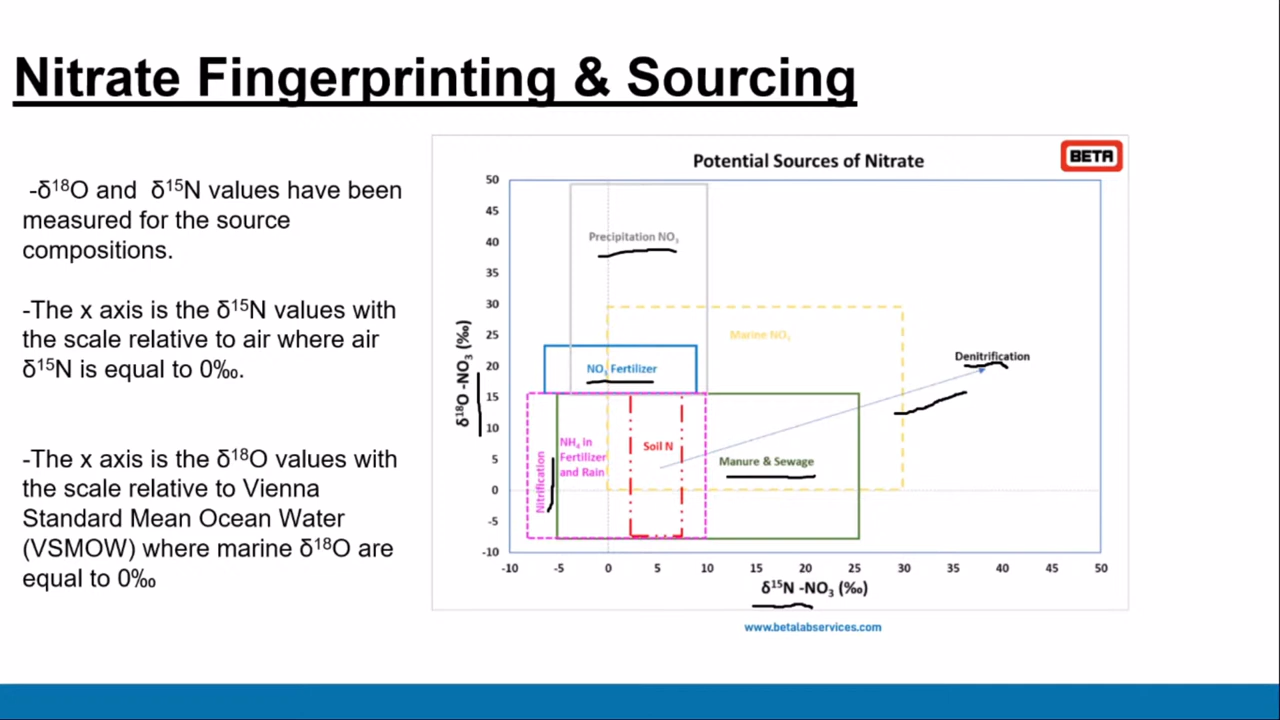 Nitrate Fingerprinting & Sourcing
-δ¹⁸O and δ¹⁵N values have been
measured for the source
compositions.
-The x axis is the δ¹⁵N values with
the scale relative to air where air
δ¹⁵N is equal to 0‰.
-The x axis is the δ¹⁸O values with
the scale relative to Vienna
Standard Mean Ocean Water
(VSMOW) where marine δ¹⁸O are
equal to 0‰
Potential Sources of Nitrate
BETA
δ¹⁸O -NO₃ (‰)
50
45
40
35
30
25
20
15
10
5
0
-5
-10
Precipitation NO₃
Marine NO₃
NO₃ Fertilizer
Denitrification
NH₄ in
Fertilizer
and Rain
Soil N
Manure & Sewage
Nitrification
-10 -5 0 5 10 15 20 25 30 35 40 45 50
δ¹⁵N -NO₃ (‰)
www.betalabservices.com